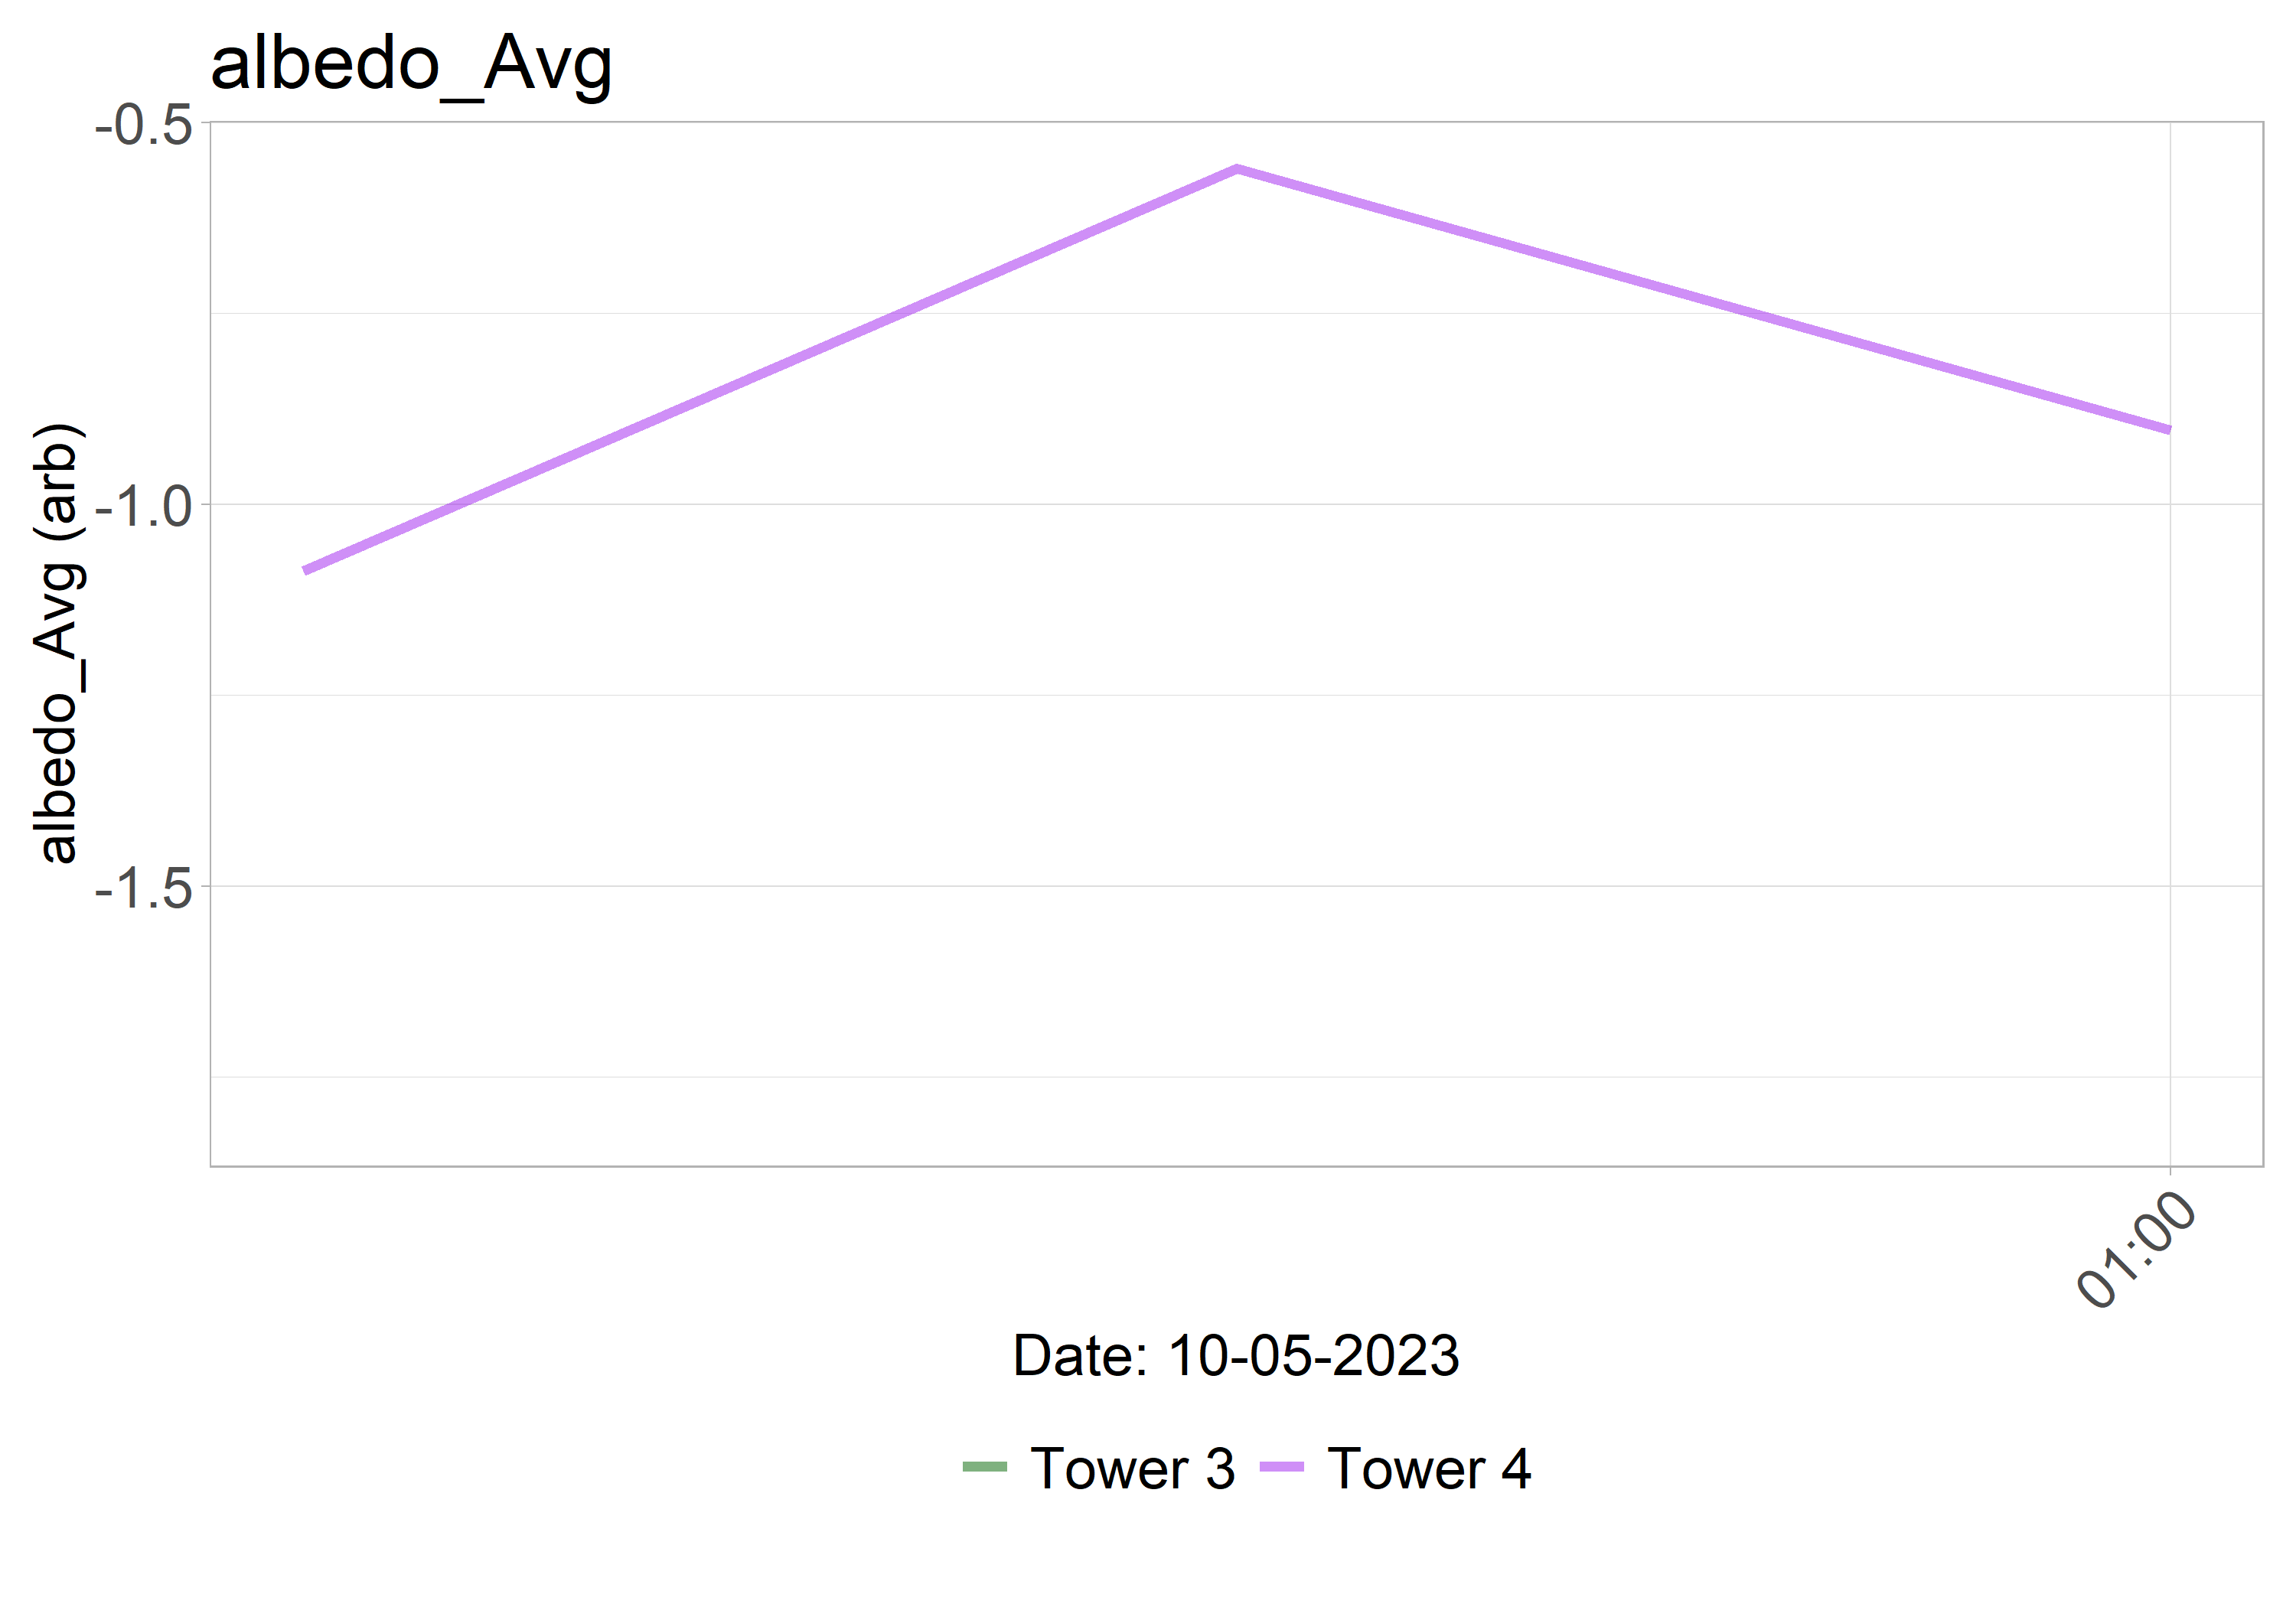 albedo_Avg
-0.5
-1.0
-1.5
albedo_Avg (arb)
01:00
Date: 10-05-2023
Tower 3 Tower 4